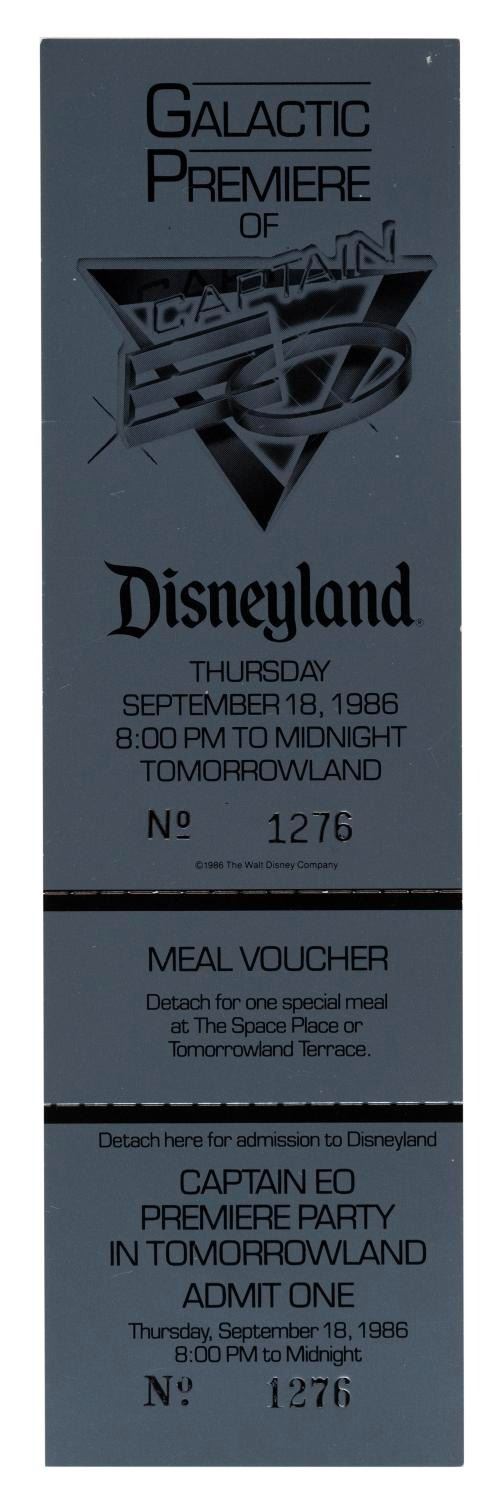 GALACTIC
PREMIERE
OF
CAPTAIN
EO
Disneyland®
THURSDAY
SEPTEMBER 18, 1986
8:00 PM TO MIDNIGHT
TOMORROWLAND
Nº 1276
©1986 The Walt Disney Company
MEAL VOUCHER
Detach for one special meal
at The Space Place or
Tomorrowland Terrace.
Detach here for admission to Disneyland
CAPTAIN EO
PREMIERE PARTY
IN TOMORROWLAND
ADMIT ONE
Thursday, September 18, 1986
8:00 PM to Midnight
Nº 1276